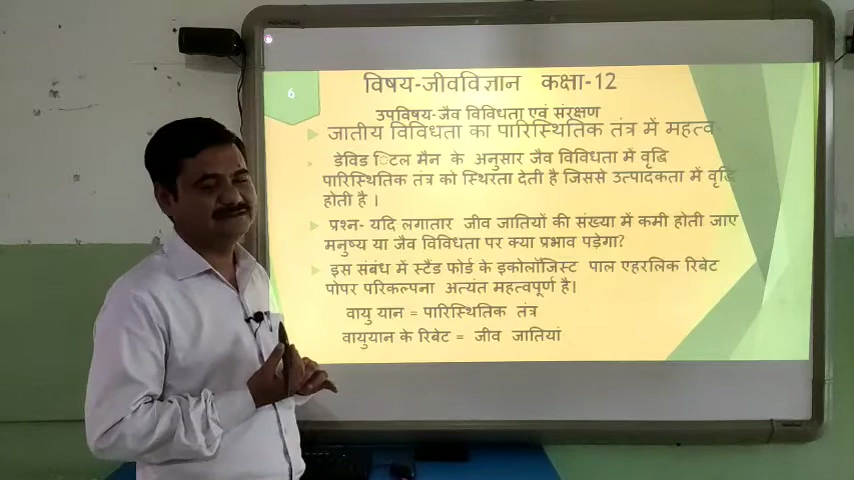 6
विषय-जीवविज्ञान कक्षा-12
उपविषय-जैव विविधता एवं संरक्षण
जातीय विविधता का पारिस्थितिक तंत्र में महत्व
डेविड टिल मैन के अनुसार जैव विविधता में वृद्धि
पारिस्थितिक तंत्र को स्थिरता देती है जिससे उत्पादकता में वृद्धि
होती है ।
प्रश्न- यदि लगातार जीव जातियों की संख्या में कमी होती जाए
मनुष्य या जैव विविधता पर क्या प्रभाव पड़ेगा?
इस संबंध में स्टैंड फोर्ड के इकोलॉजिस्ट पाल एहरलिक रिबेट
पोपर परिकल्पना अत्यंत महत्वपूर्ण है।
वायु यान = पारिस्थितिक तंत्र
वायुयान के रिबेट = जीव जातियां